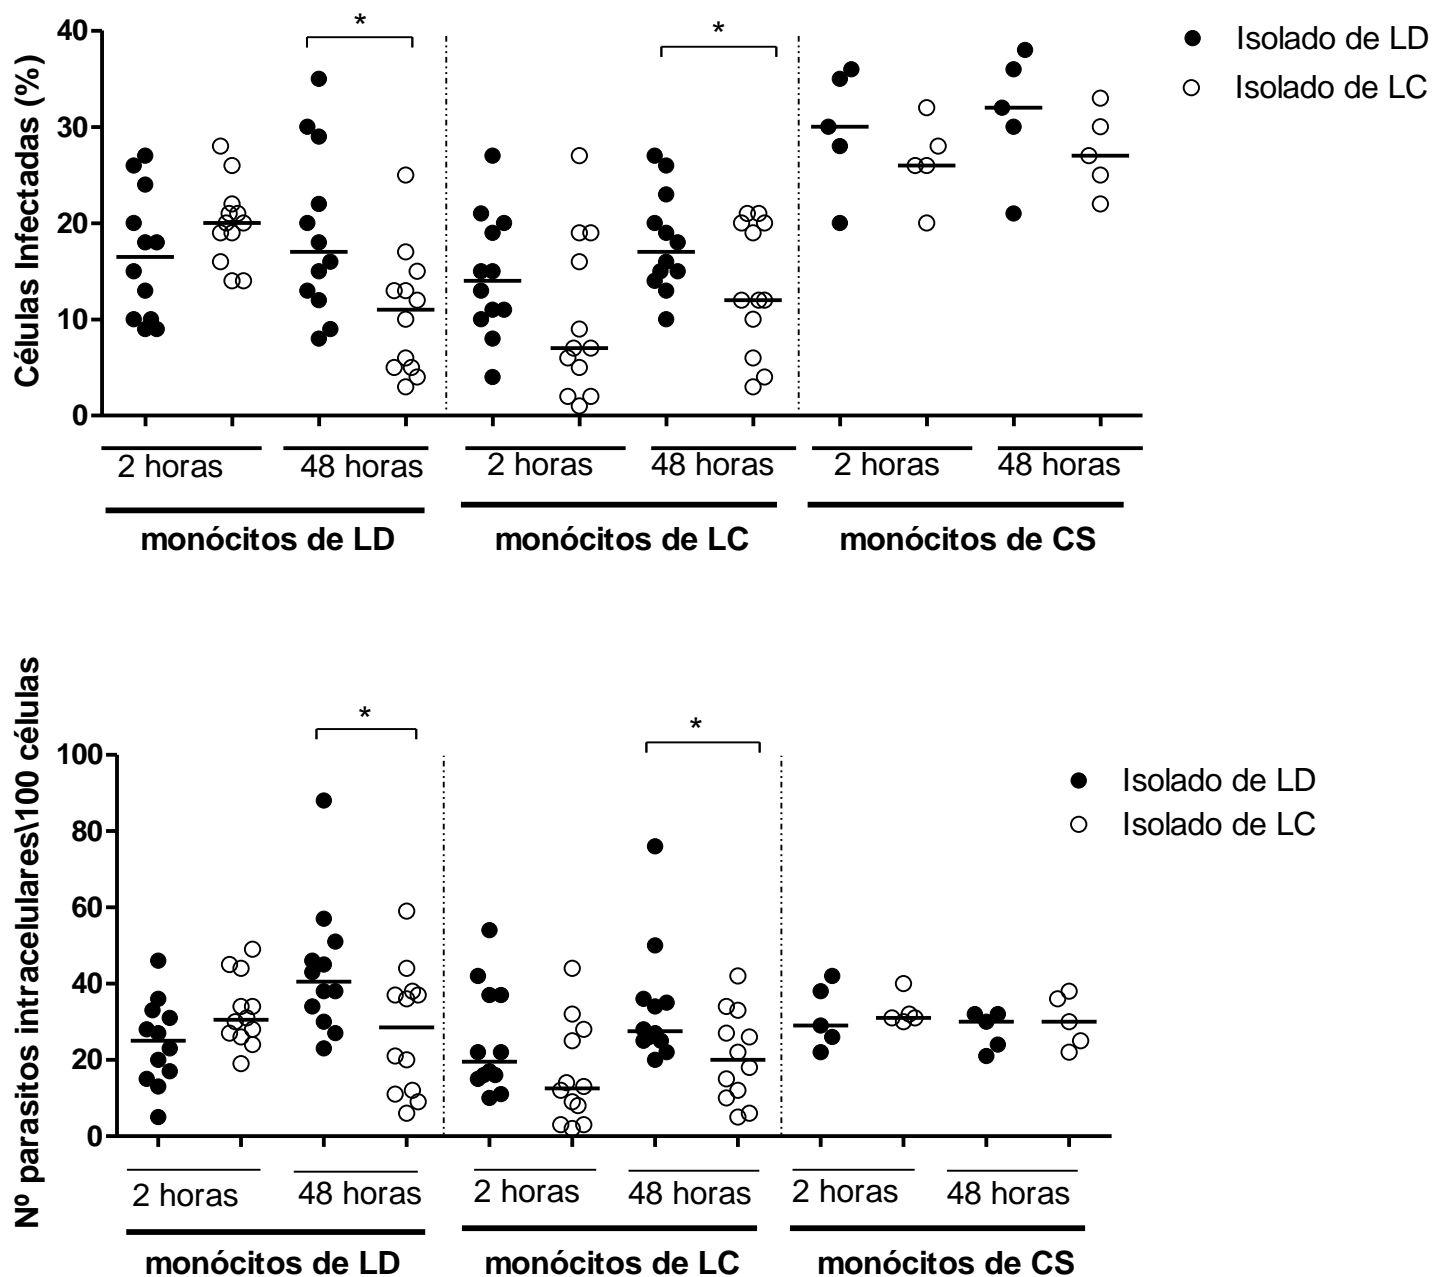 Células Infectadas (%)
40
30
20
10
0
*
*
Isolado de LD
Isolado de LC
2 horas
48 horas
2 horas
48 horas
2 horas
48 horas
monócitos de LD
monócitos de LC
monócitos de CS
Nº parasitos intracelulares\100 células
100
80
60
40
20
0
*
*
Isolado de LD
Isolado de LC
2 horas
48 horas
2 horas
48 horas
2 horas
48 horas
monócitos de LD
monócitos de LC
monócitos de CS